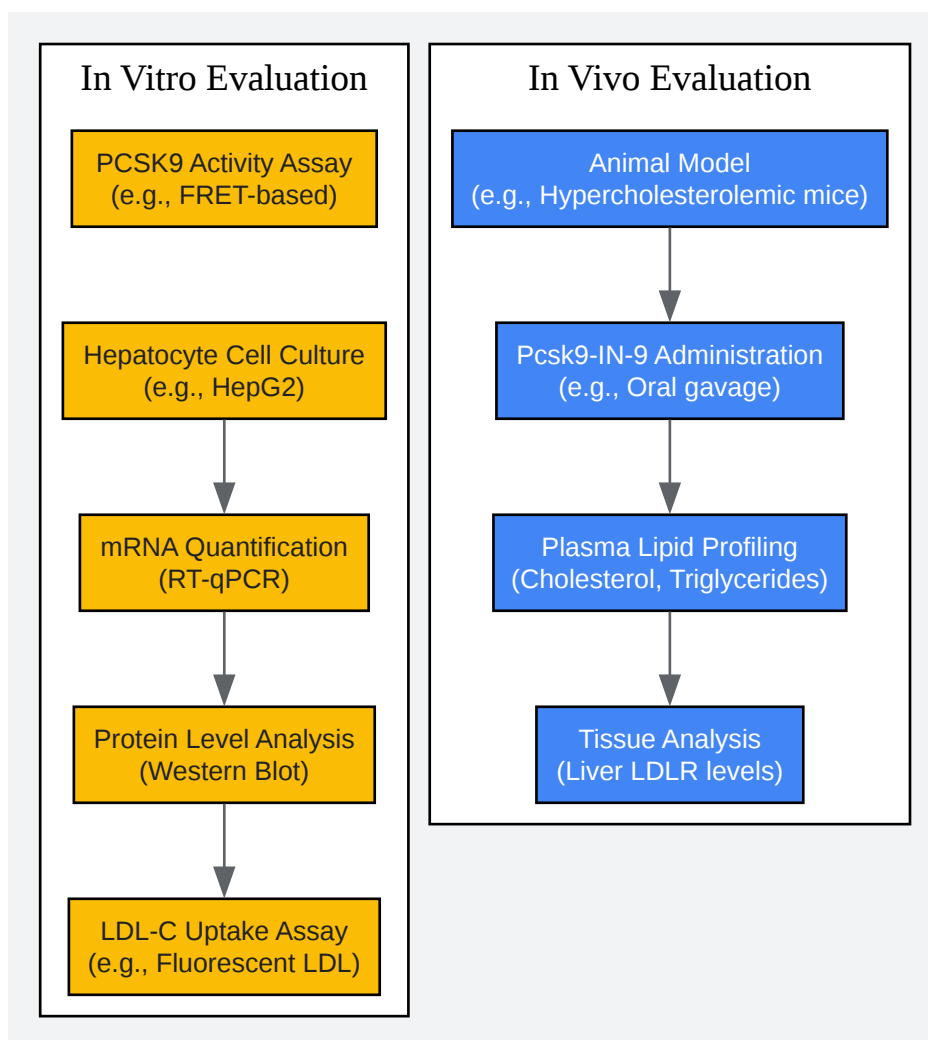 In Vitro Evaluation
PCSK9 Activity Assay
(e.g., FRET-based)
Hepatocyte Cell Culture
(e.g., HepG2)
mRNA Quantification
(RT-qPCR)
Protein Level Analysis
(Western Blot)
LDL-C Uptake Assay
(e.g., Fluorescent LDL)
In Vivo Evaluation
Animal Model
(e.g., Hypercholesterolemic mice)
Pcsk9-IN-9 Administration
(e.g., Oral gavage)
Plasma Lipid Profiling
(Cholesterol, Triglycerides)
Tissue Analysis
(Liver LDLR levels)